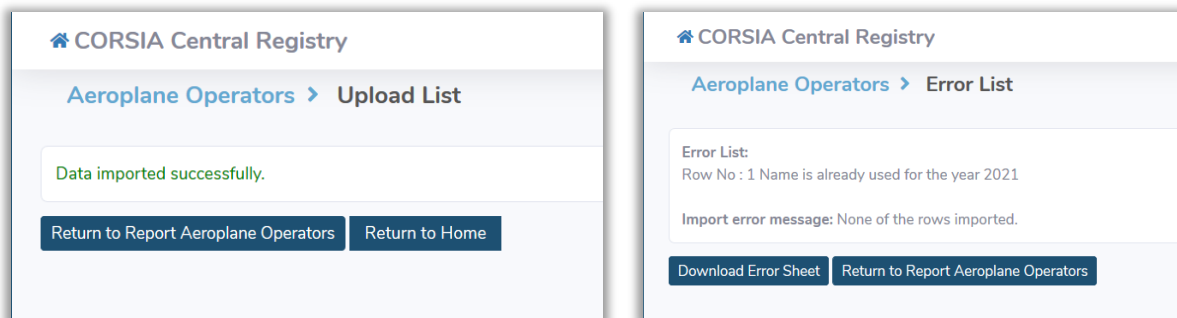 CORSIA Central Registry
Aeroplane Operators > Upload List
Data imported successfully.
Return to Report Aeroplane Operators
Return to Home
CORSIA Central Registry
Aeroplane Operators > Error List
Error List:
Row No : 1 Name is already used for the year 2021
Import error message: None of the rows imported.
Download Error Sheet
Return to Report Aeroplane Operators